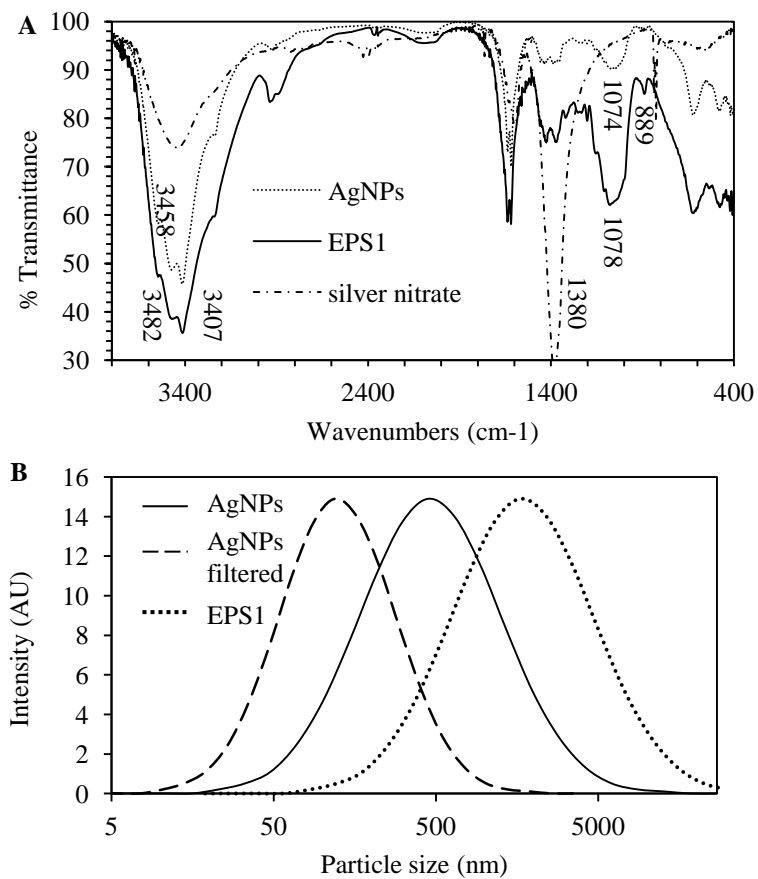 A
100
90
80
70
60
50
40
30
% Transmittance
3458
3482
3407
AgNPs
EPS1
silver nitrate
1380
1074
1078
889
3400
2400
1400
400
Wavenumbers (cm-1)
B
16
14
12
10
8
6
4
2
0
Intensity (AU)
AgNPs
AgNPs
filtered
EPS1
5
50
500
5000
Particle size (nm)